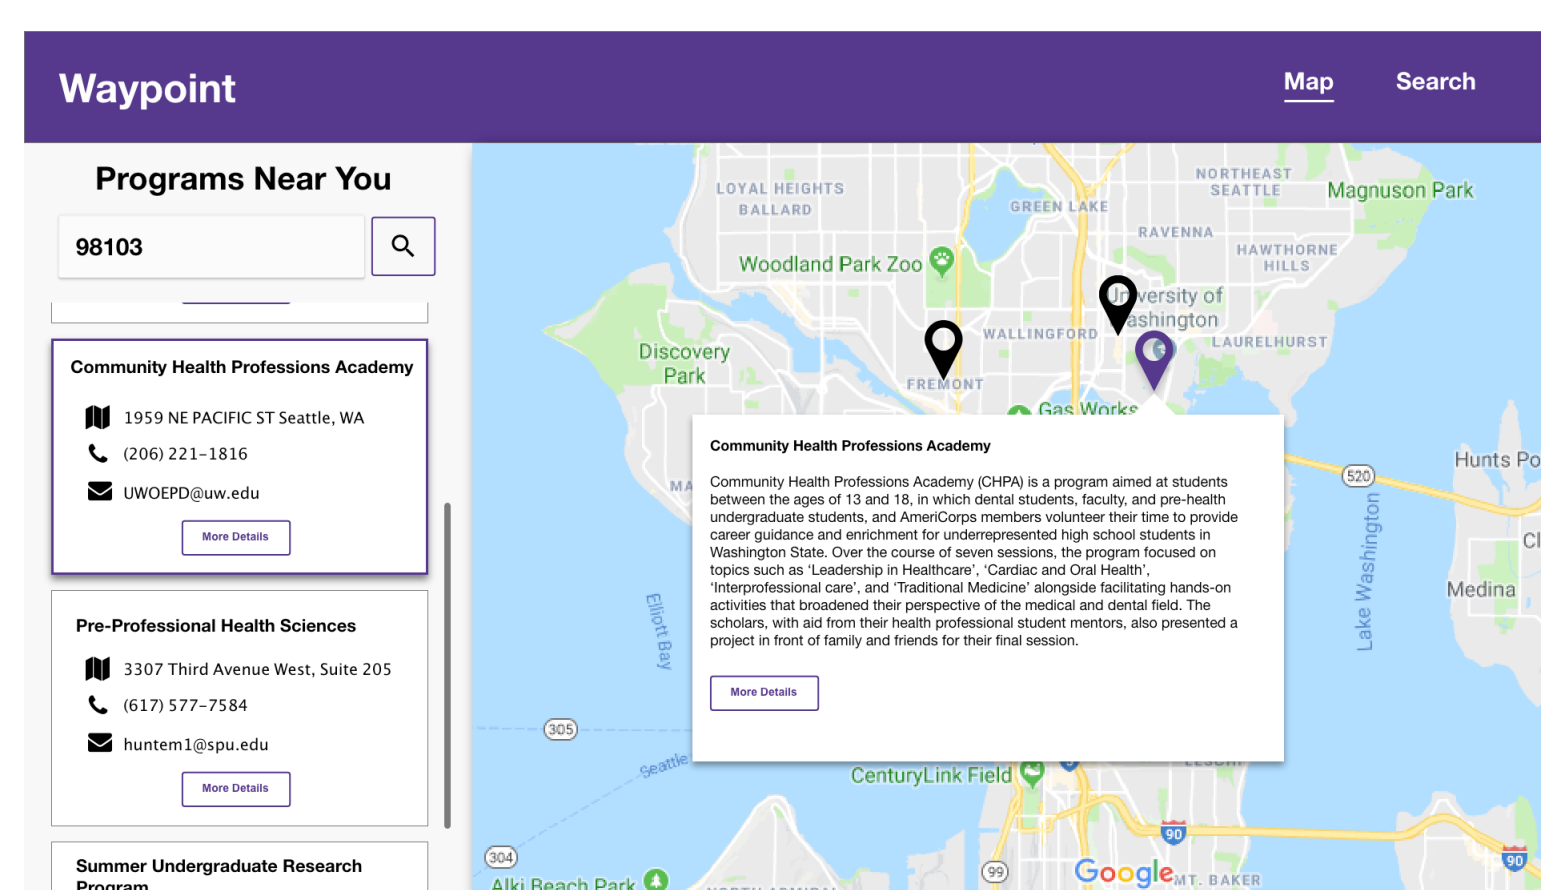 Waypoint
Map
Search
Programs Near You
98103
Community Health Professions Academy
1959 NE PACIFIC ST Seattle, WA
(206) 221-1816
UWOEPD@uw.edu
More Details
Pre-Professional Health Sciences
3307 Third Avenue West, Suite 205
(617) 577-7584
huntem1@spu.edu
More Details
Summer Undergraduate Research
Program
LOYAL HEIGHTS
BALLARD
GREEN LAKE
NORTHEAST
SEATTLE
Magnuson Park
RAVENNA
HAWTHORNE
HILLS
Woodland Park Zoo
University of
Washington
WALLINGFORD
LAURELHURST
Discovery
Park
FREMONT
Gas Works
Community Health Professions Academy
Community Health Professions Academy (CHPA) is a program aimed at students
between the ages of 13 and 18, in which dental students, faculty, and pre-health
undergraduate students, and AmeriCorps members volunteer their time to provide
career guidance and enrichment for underrepresented high school students in
Washington State. Over the course of seven sessions, the program focused on
topics such as ‘Leadership in Healthcare’, ‘Cardiac and Oral Health’,
‘Interprofessional care’, and ‘Traditional Medicine’ alongside facilitating hands-on
activities that broadened their perspective of the medical and dental field. The
scholars, with aid from their health professional student mentors, also presented a
project in front of family and friends for their final session.
More Details
MA
Hunts Po
520
Cl
Medina
Lake Washington
Elliott Bay
305
Seattle
CenturyLink Field
90
90
304
99
Alki Beach Park
Google
MT. BAKER